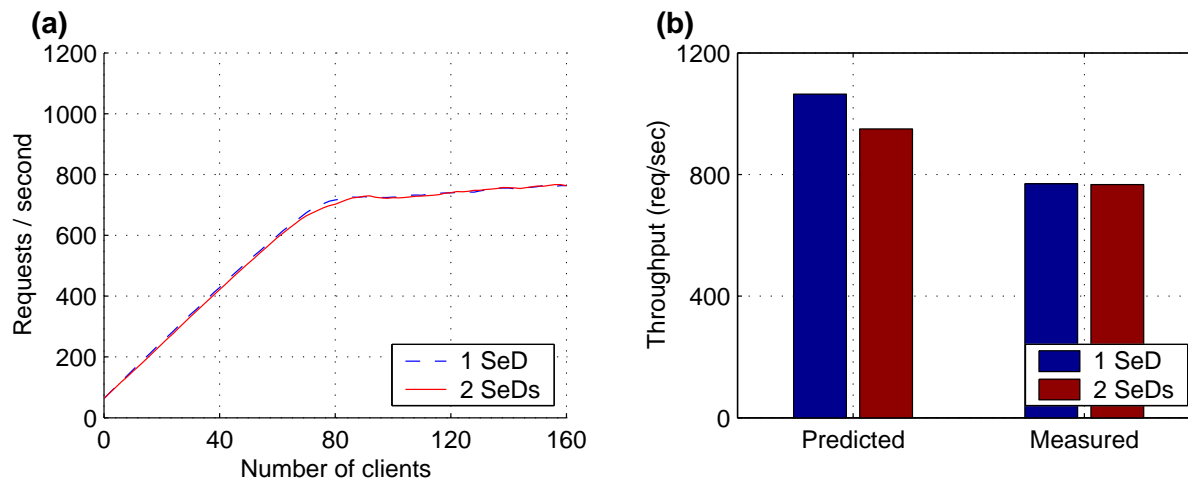 (a)
1200
1000
800
600
400
200
0
0 40 80 120 160
Requests / second
Number of clients
1 SeD
2 SeDs
(b)
1200
800
400
0
Throughput (req/sec)
Predicted Measured
1 SeD
2 SeDs